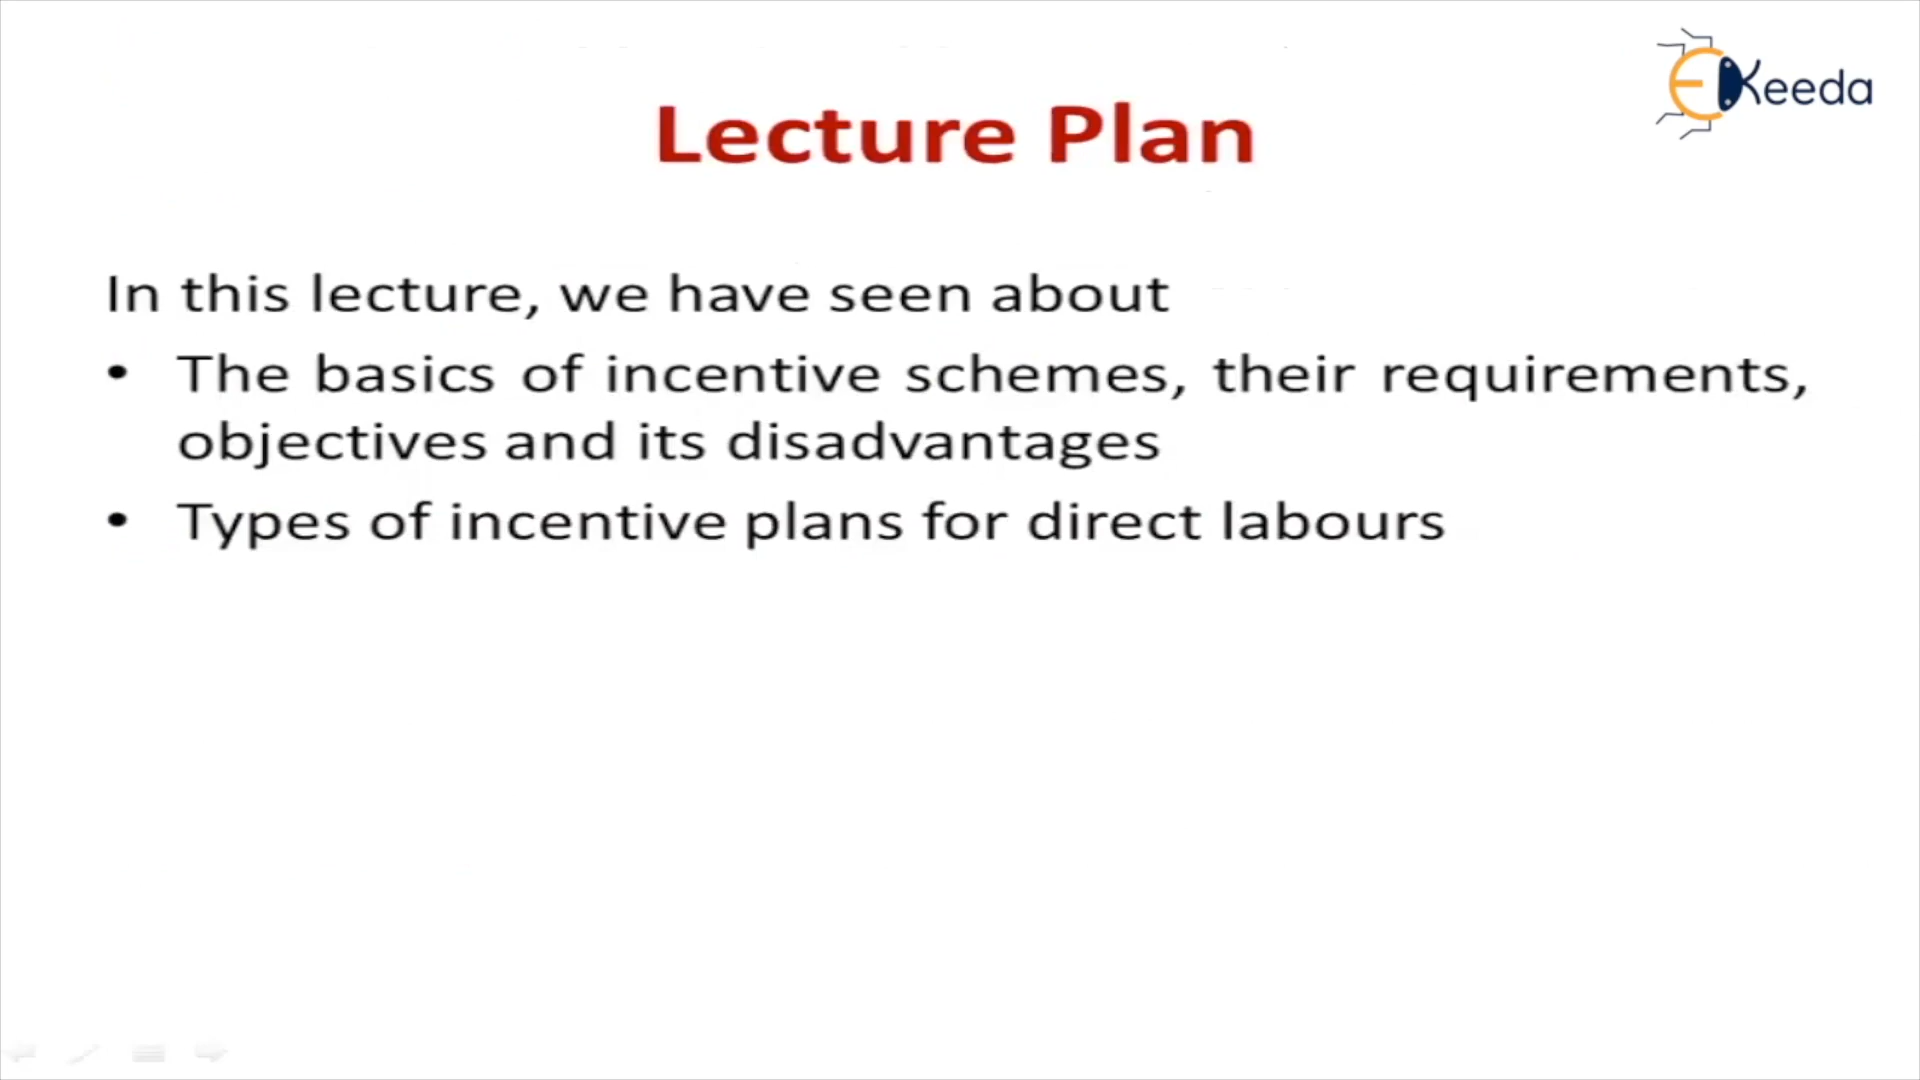 EKeeda
Lecture Plan
In this lecture, we have seen about
• The basics of incentive schemes, their requirements,
objectives and its disadvantages
• Types of incentive plans for direct labours